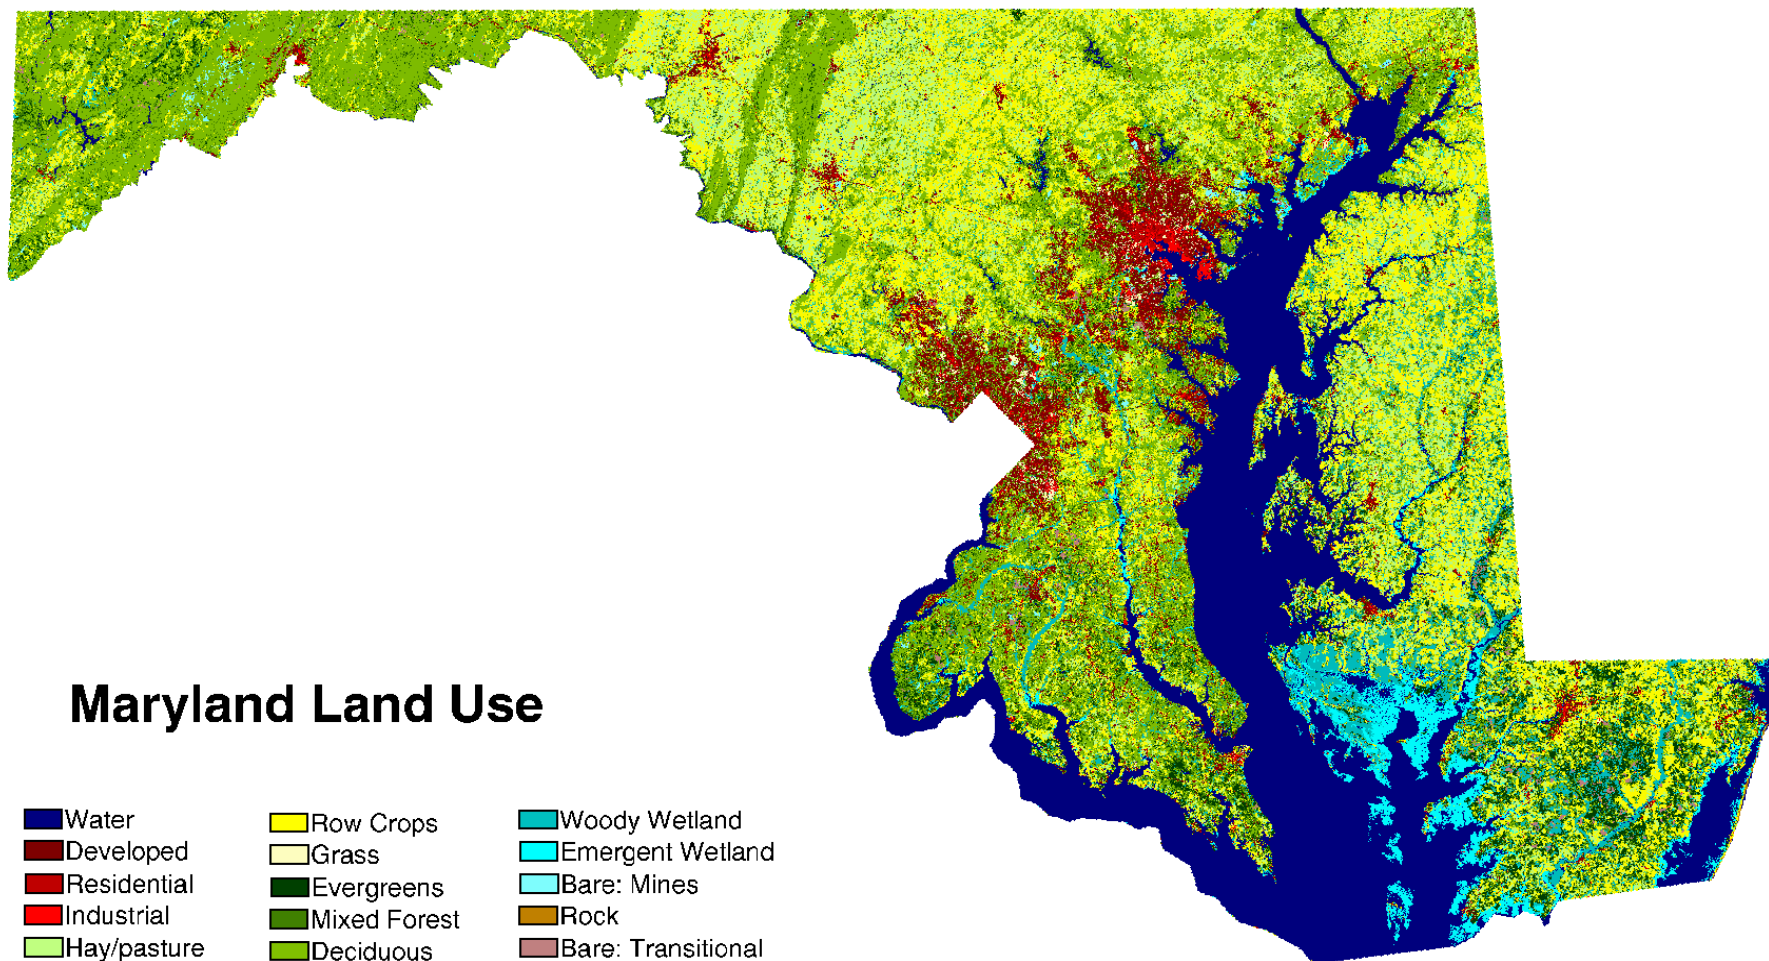 Maryland Land Use
Water
Developed
Residential
Industrial
Hay/pasture
Row Crops
Grass
Evergreens
Mixed Forest
Deciduous
Woody Wetland
Emergent Wetland
Bare: Mines
Rock
Bare: Transitional